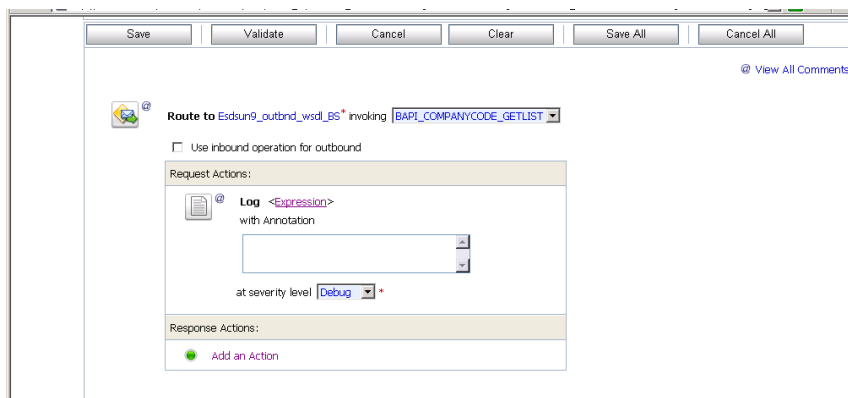 Save Validate Cancel Clear Save All Cancel All
@ View All Comments
@ Route to Esdsun9_outbnd_wsdl_BS* invoking BAPI_COMPANYCODE_GETLIST
Use inbound operation for outbound
Request Actions:
@ Log <Expression>
with Annotation
at severity level Debug *
Response Actions:
Add an Action